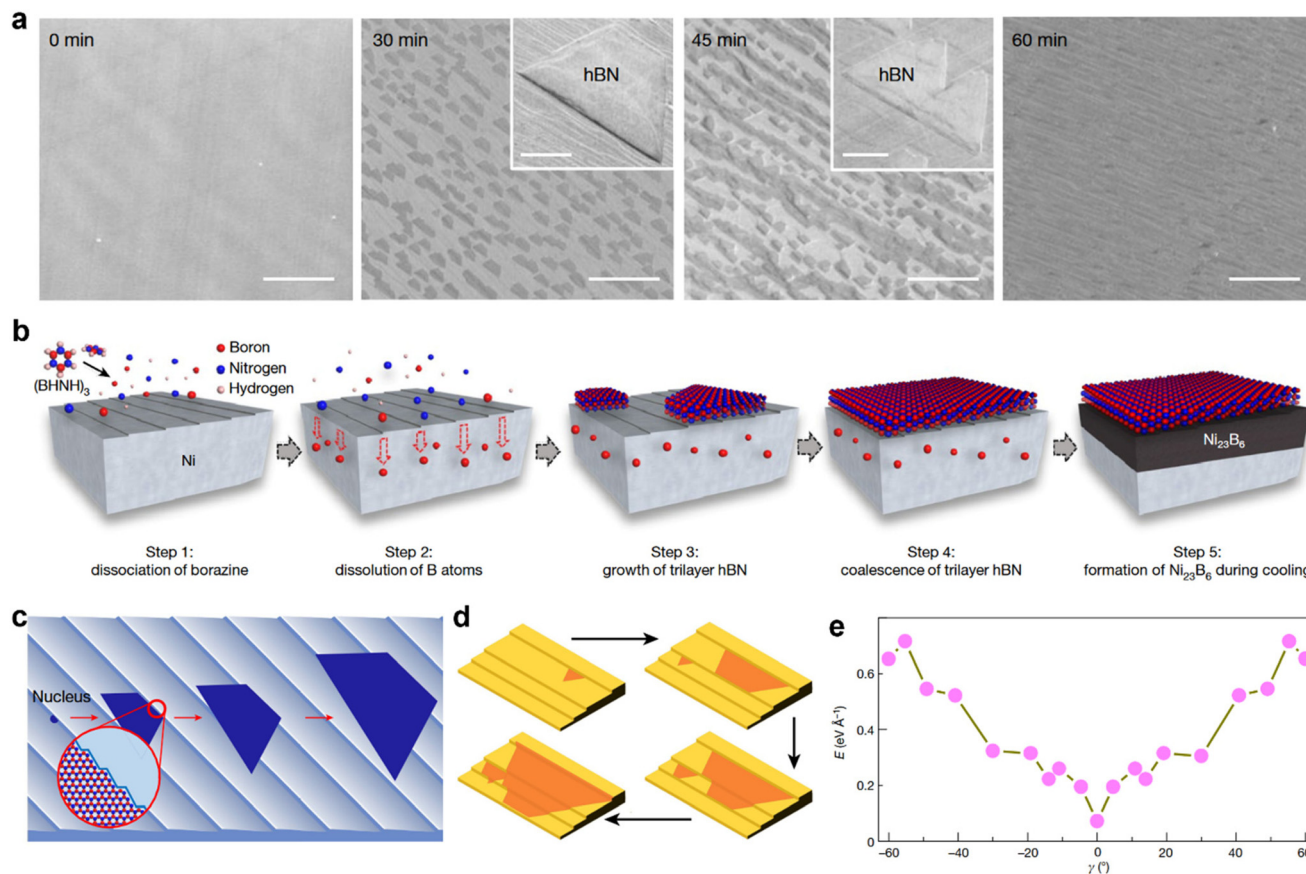 a
0 min
30 min
hBN
45 min
hBN
60 min
b
(BHNH)3
Boron
Nitrogen
Hydrogen
Ni
Ni23B6
Step 1:
dissociation of borazine
Step 2:
dissolution of B atoms
Step 3:
growth of trilayer hBN
Step 4:
coalescence of trilayer hBN
Step 5:
formation of Ni23B6 during cooling
c
Nucleus
d
e
E (eV Å⁻¹)
0.6
0.4
0.2
0
–60
–40
–20
0
20
40
60
γ (°)